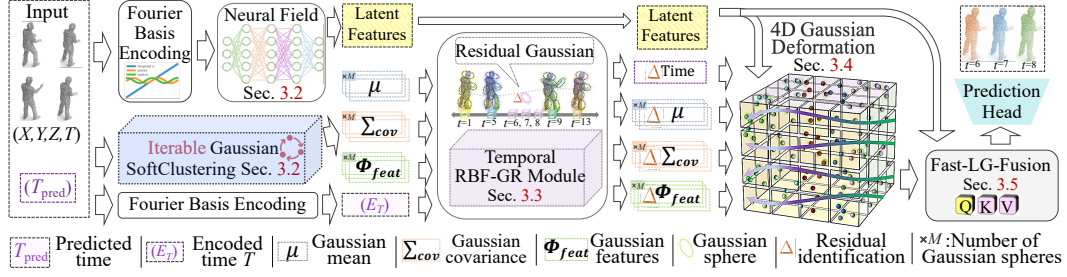 Input
(X,Y,Z,T)
(T_pred)
Fourier
Basis
Encoding
Neural Field
Sec. 3.2
Iterable Gaussian
SoftClustering Sec. 3.2
Fourier Basis Encoding
Latent
Features
×M μ
×M Σ_cov
×M Φ_feat
(E_T)
Residual Gaussian
Δ
t=1 t=5 t=6, 7, 8 t=9 t=13
Temporal
RBF-GR Module
Sec. 3.3
Latent
Features
ΔTime
×M Δ μ
×M Δ Σ_cov
×M ΔΦ_feat
4D Gaussian
Deformation
Sec. 3.4
t=6 t=7 t=8
Prediction
Head
Fast-LG-Fusion
Sec. 3.5
Q K V
T_pred Predicted time
(E_T) Encoded time T
μ Gaussian mean
Σ_cov Gaussian covariance
Φ_feat Gaussian features
Gaussian sphere
Δ Residual identification
×M :Number of Gaussian spheres